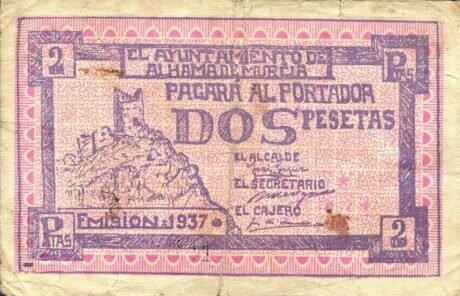 2
EL AYUNTAMIENTO DE
ALHAMA DE MURCIA
PTAS
PAGARÁ AL PORTADOR
DOS PESETAS
EL ALCALDE
EL SECRETARIO
EL CAJERO
PTAS
EMISION 1937
2